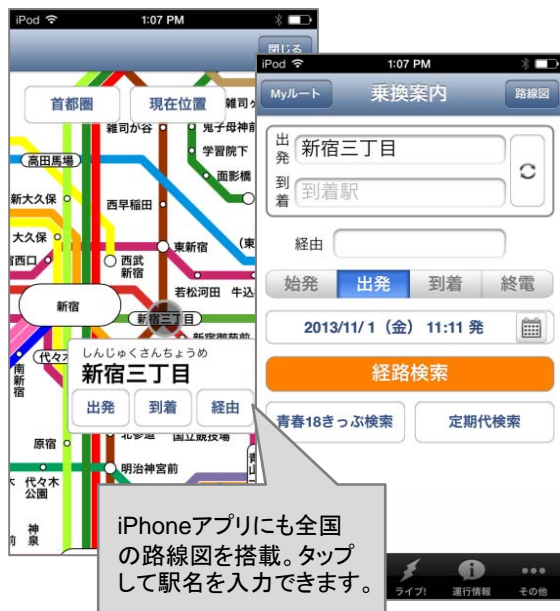 iPod 1:07 PM
閉じる
首都圏 現在位置
雑司が谷
鬼子母神前
学習院下
面影橋
高田馬場
新大久保
西早稲田
大久保
東新宿
西武
新宿
若松河田 牛込
新宿
新宿三丁目
新宿御苑前
代々木
南
新
宿
しんじゅくさんちょうめ
新宿三丁目
出発 到着 経由
北参道 国立競技場
原宿
明治神宮前
代々木
公園
神
泉
iPod 1:07 PM
Myルート 乗換案内 路線図
出発 新宿三丁目
到着 到着駅
経由
始発 出発 到着 終電
2013/11/ 1（金） 11:11 発
経路検索
青春18きっぷ検索 定期代検索
ライブ! 運行情報 その他
iPhoneアプリにも全国
の路線図を搭載。タップ
して駅名を入力できます。